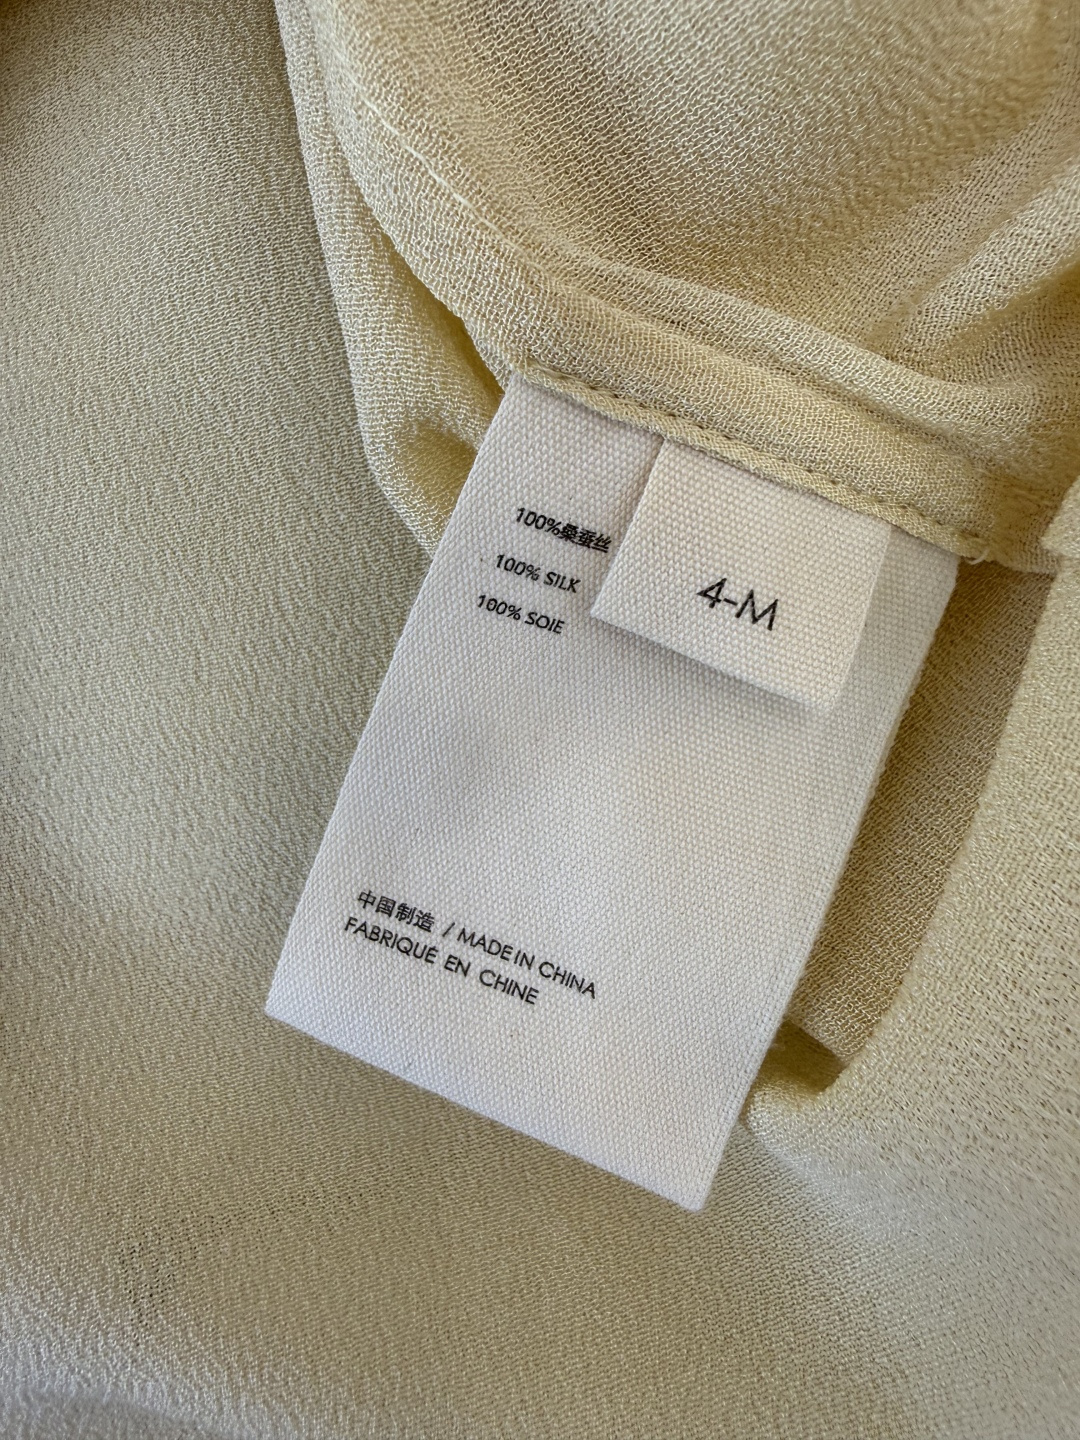 100%桑蚕丝
100% SILK
100% SOIE
4-M
中国制造 / MADE IN CHINA
FABRIQUÉ EN CHINE